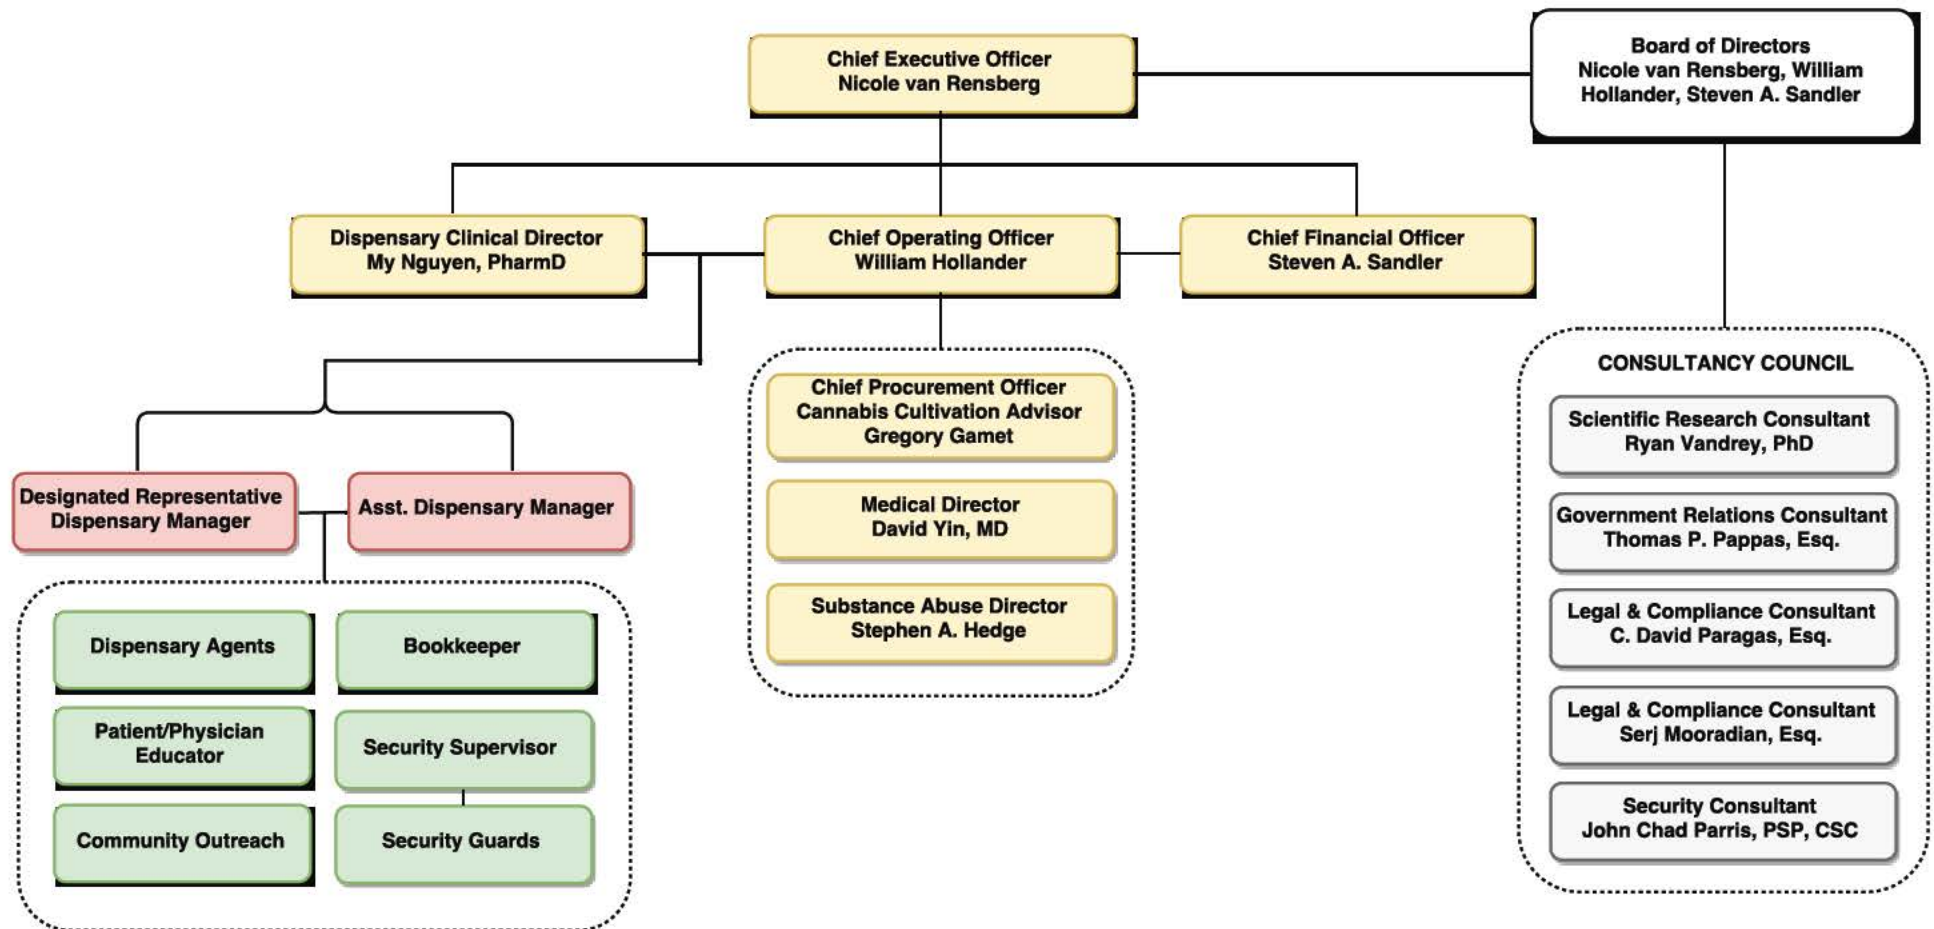 Chief Executive Officer
Nicole van Rensberg
Board of Directors
Nicole van Rensberg, William
Hollander, Steven A. Sandler
Dispensary Clinical Director
My Nguyen, PharmD
Chief Operating Officer
William Hollander
Chief Financial Officer
Steven A. Sandler
Chief Procurement Officer
Cannabis Cultivation Advisor
Gregory Gamet
Medical Director
David Yin, MD
Substance Abuse Director
Stephen A. Hedge
Designated Representative
Dispensary Manager
Asst. Dispensary Manager
Dispensary Agents
Bookkeeper
Patient/Physician
Educator
Security Supervisor
Community Outreach
Security Guards
CONSULTANCY COUNCIL
Scientific Research Consultant
Ryan Vandrey, PhD
Government Relations Consultant
Thomas P. Pappas, Esq.
Legal & Compliance Consultant
C. David Paragas, Esq.
Legal & Compliance Consultant
Serj Mooradian, Esq.
Security Consultant
John Chad Parris, PSP, CSC